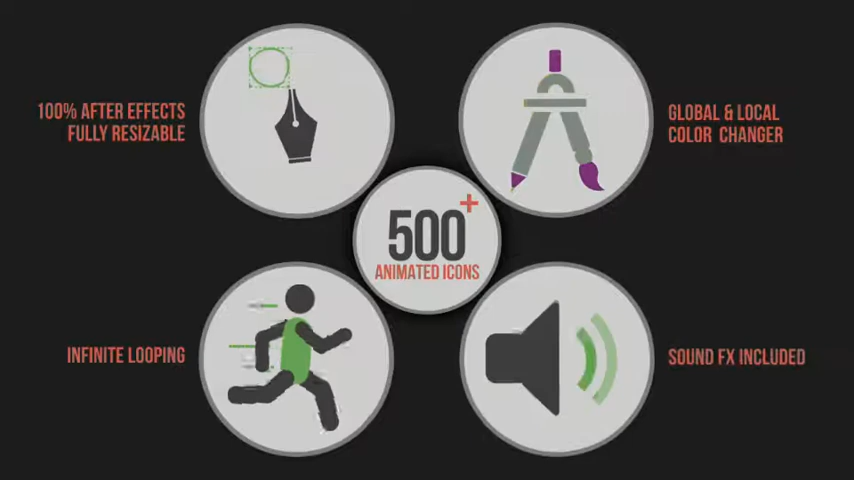 100% AFTER EFFECTS
FULLY RESIZABLE
GLOBAL & LOCAL
COLOR CHANGER
500+
ANIMATED ICONS
INFINITE LOOPING
SOUND FX INCLUDED